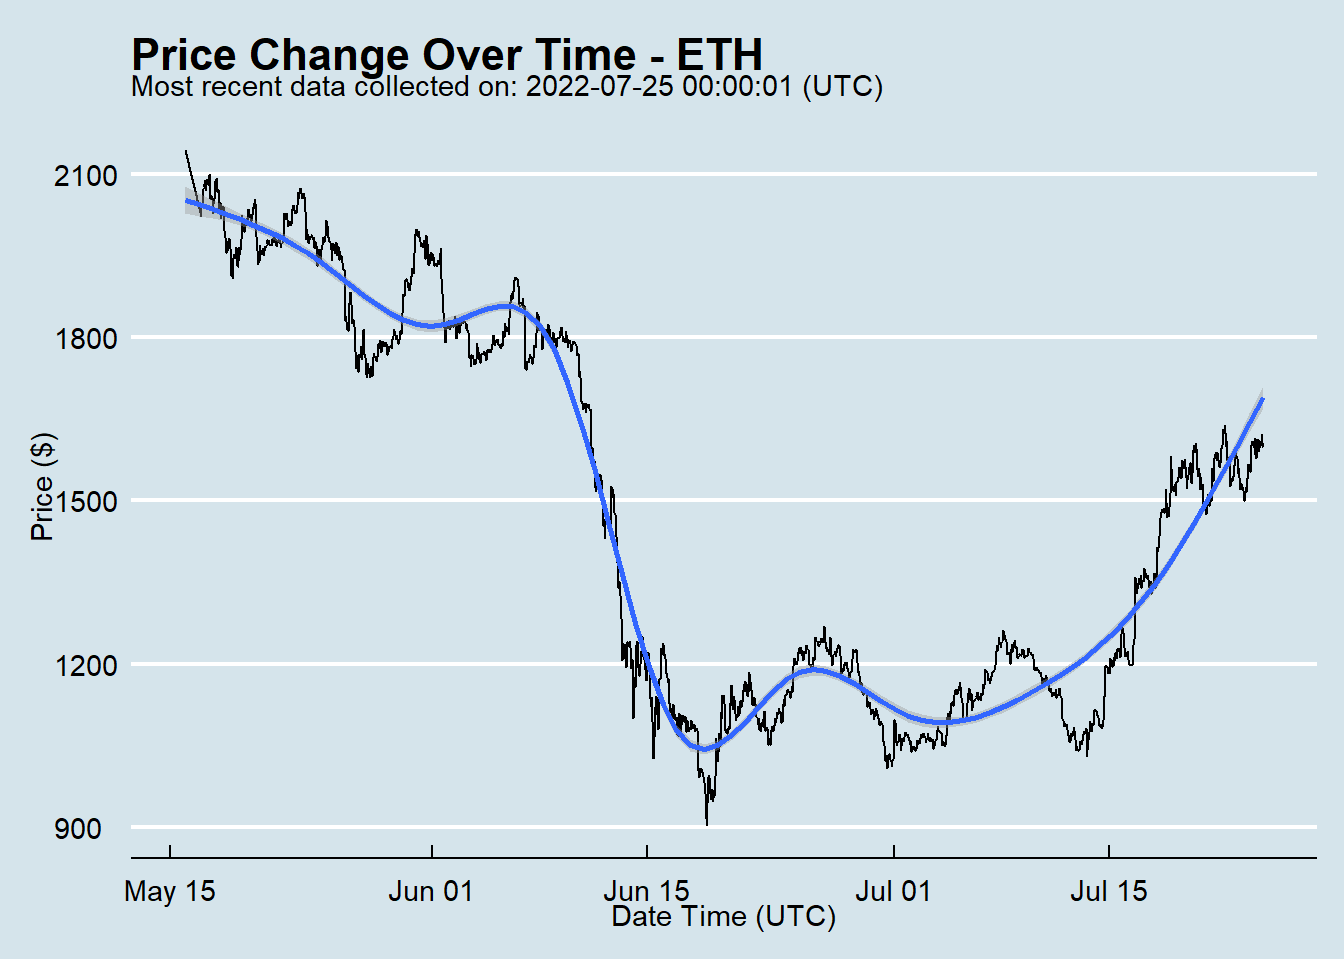 Price Change Over Time - ETH
Most recent data collected on: 2022-07-25 00:00:01 (UTC)
2100
1800
1500
1200
900
Price ($)
May 15
Jun 01
Jun 15
Jul 01
Jul 15
Date Time (UTC)